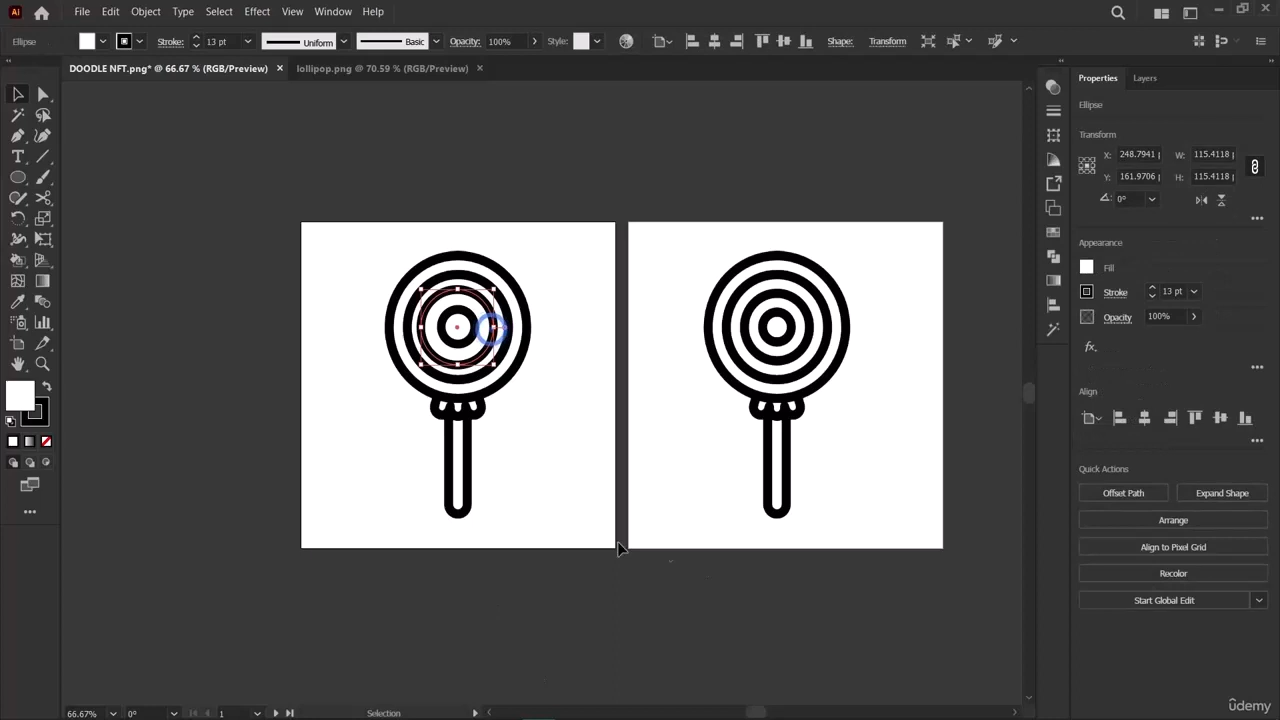 Ai File Edit Object Type Select Effect View Window Help
Ellipse Stroke: 13 pt Uniform Basic Opacity: 100% Style: Shape: Transform
DOODLE NFT.png* @ 66.67 % (RGB/Preview) × lollipop.png @ 70.59 % (RGB/Preview) ×
Properties Layers
Ellipse
Transform
X: 248.7941 p W: 115.4118 p
Y: 161.9706 p H: 115.4118 p
0°
Appearance
Fill
Stroke 13 pt
Opacity 100%
fx.
Align
Quick Actions
Offset Path Expand Shape
Arrange
Align to Pixel Grid
Recolor
Start Global Edit
66.67% 0° 1 Selection
ûdemy